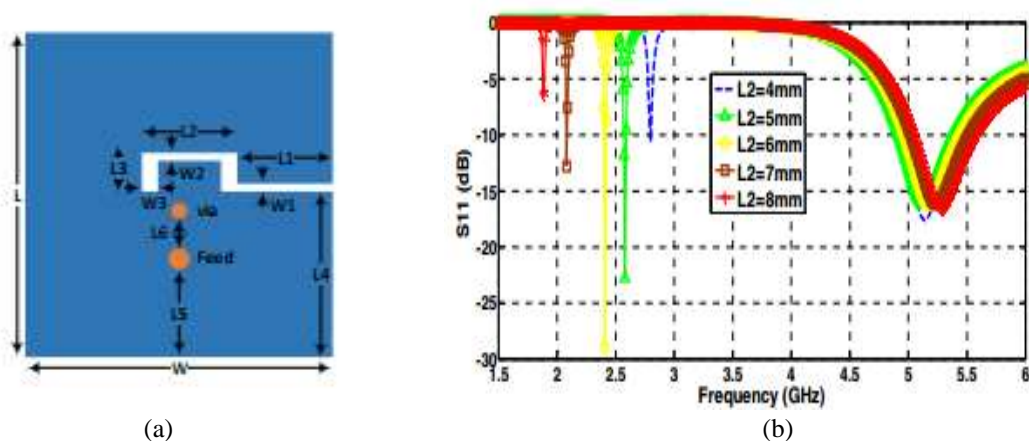 L2
L1
L3
W2
W3
W1
via
L6
Feed
L4
L
L5
W
(a)
0
-5
-10
-15
-20
-25
-30
S11 (dB)
L2=4mm
L2=5mm
L2=6mm
L2=7mm
L2=8mm
1.5 2 2.5 3 3.5 4 4.5 5 5.5 6
Frequency (GHz)
(b)